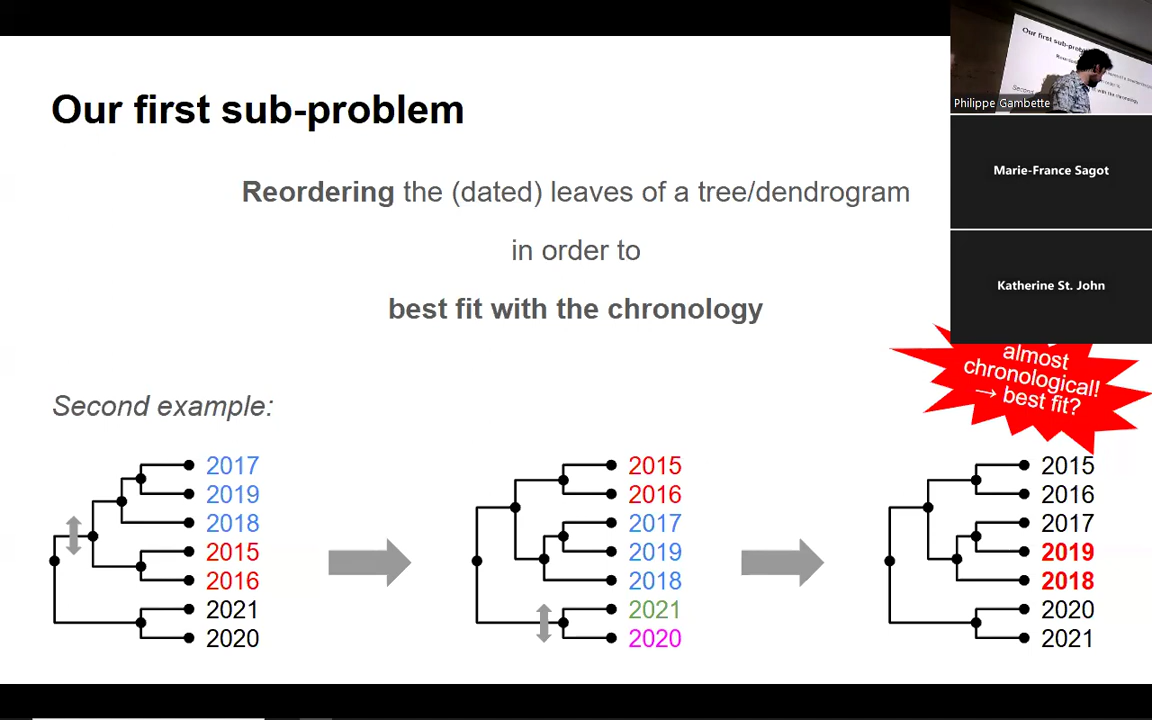 Our first sub-problem
Reordering the (dated) leaves of a tree/dendrogram
in order to
best fit with the chronology
Philippe Gambette
Marie-France Sagot
Katherine St. John
almost
chronological!
→ best fit?
Second example:
2017
2019
2018
2015
2016
2021
2020
2015
2016
2017
2019
2018
2021
2020
2015
2016
2017
2019
2018
2020
2021